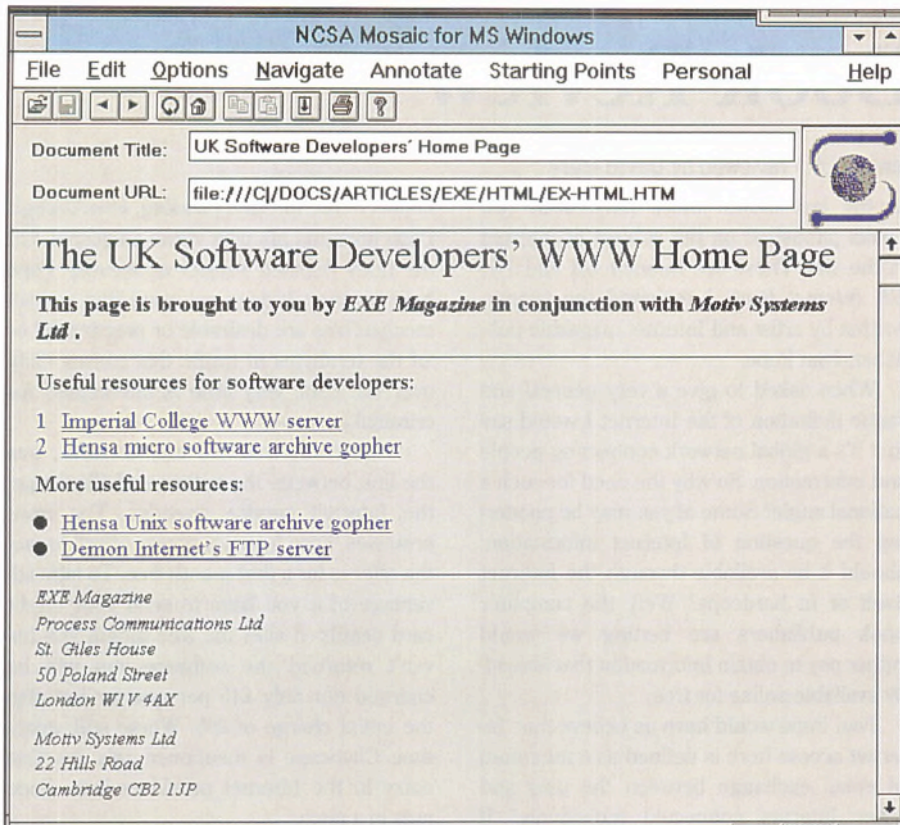 NCSA Mosaic for MS Windows
File Edit Options Navigate Annotate Starting Points Personal Help
Document Title: UK Software Developers' Home Page
Document URL: file:///C|/DOCS/ARTICLES/EXE/HTML/EX-HTML.HTM
The UK Software Developers' WWW Home Page
This page is brought to you by EXE Magazine in conjunction with Motiv Systems
Ltd .
Useful resources for software developers:
1 Imperial College WWW server
2 Hensa micro software archive gopher
More useful resources:
● Hensa Unix software archive gopher
● Demon Internet's FTP server
EXE Magazine
Process Communications Ltd
St. Giles House
50 Poland Street
London W1V 4AX
Motiv Systems Ltd
22 Hills Road
Cambridge CB2 1JP